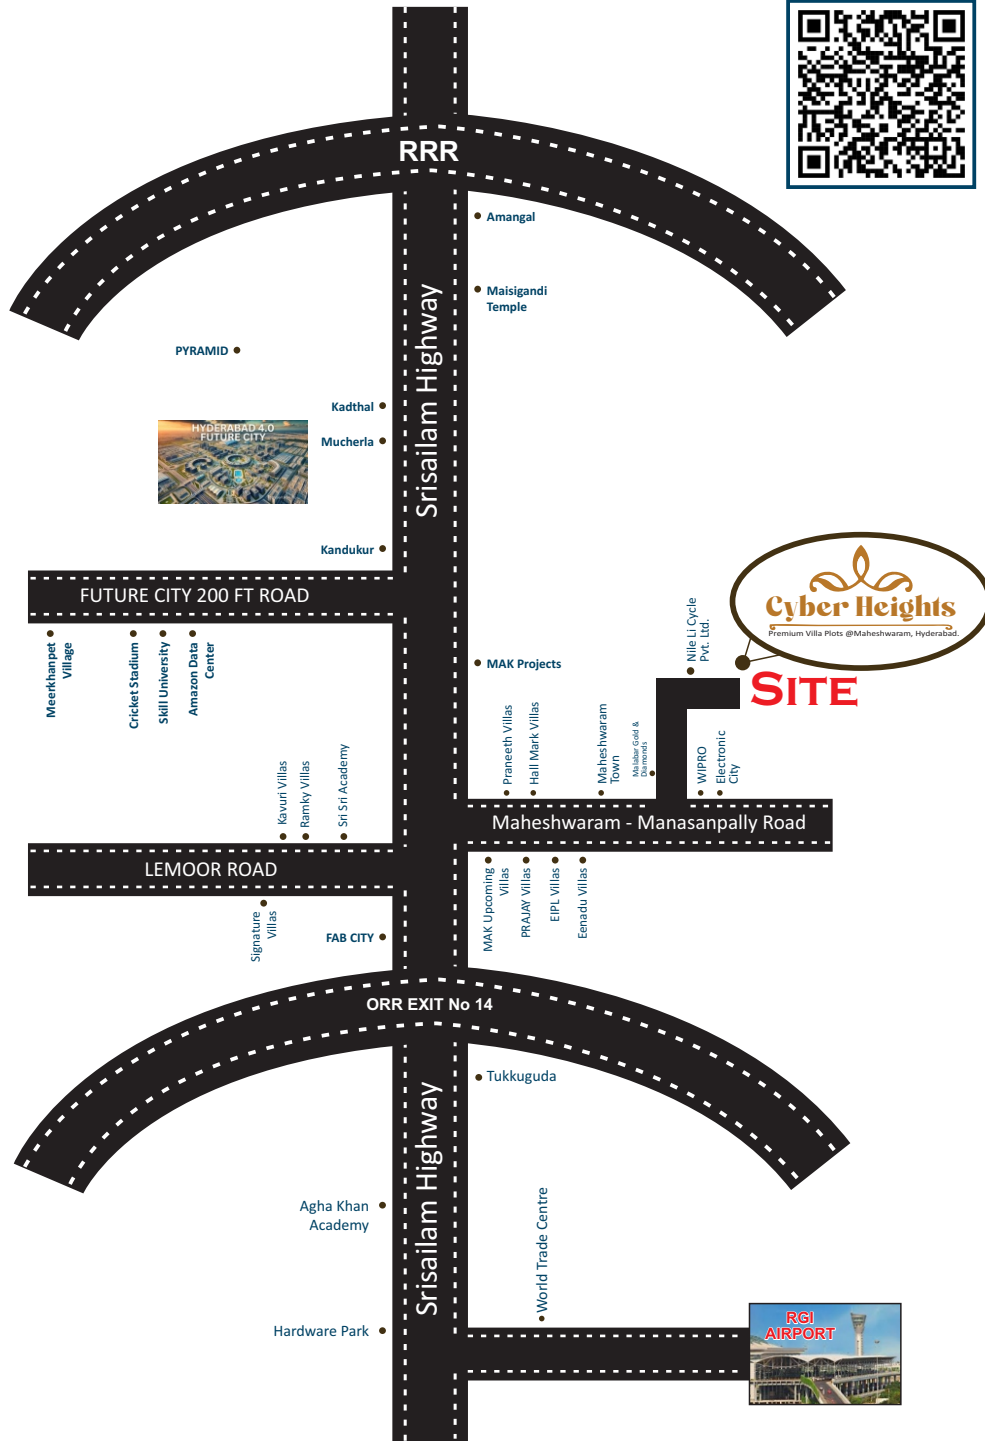 RRR
Amangal
Maisigandi
Temple
Srisailam Highway
PYRAMID
Kadthal
HYDERABAD 4.0
FUTURE CITY
Mucherla
Kandukur
FUTURE CITY 200 FT ROAD
Meerkhanpet
Village
Cricket Stadium
Skill University
Amazon Data
Center
Cyber Heights
Premium Villa Plots @Maheshwaram, Hyderabad.
SITE
Nile Li Cycle
Pvt. Ltd.
MAK Projects
Praneeth Villas
Hall Mark Villas
Maheshwaram
Town
Malabar Gold &
Diamonds
WIPRO
Electronic
City
Maheshwaram - Manasanpally Road
Kavuri Villas
Ramky Villas
Sri Sri Academy
LEMOOR ROAD
Signature
Villas
FAB CITY
MAK Upcoming
Villas
PRAJAY Villas
EIPL Villas
Eenadu Villas
ORR EXIT No 14
Tukkuguda
Srisailam Highway
Agha Khan
Academy
World Trade Centre
Hardware Park
RGI
AIRPORT